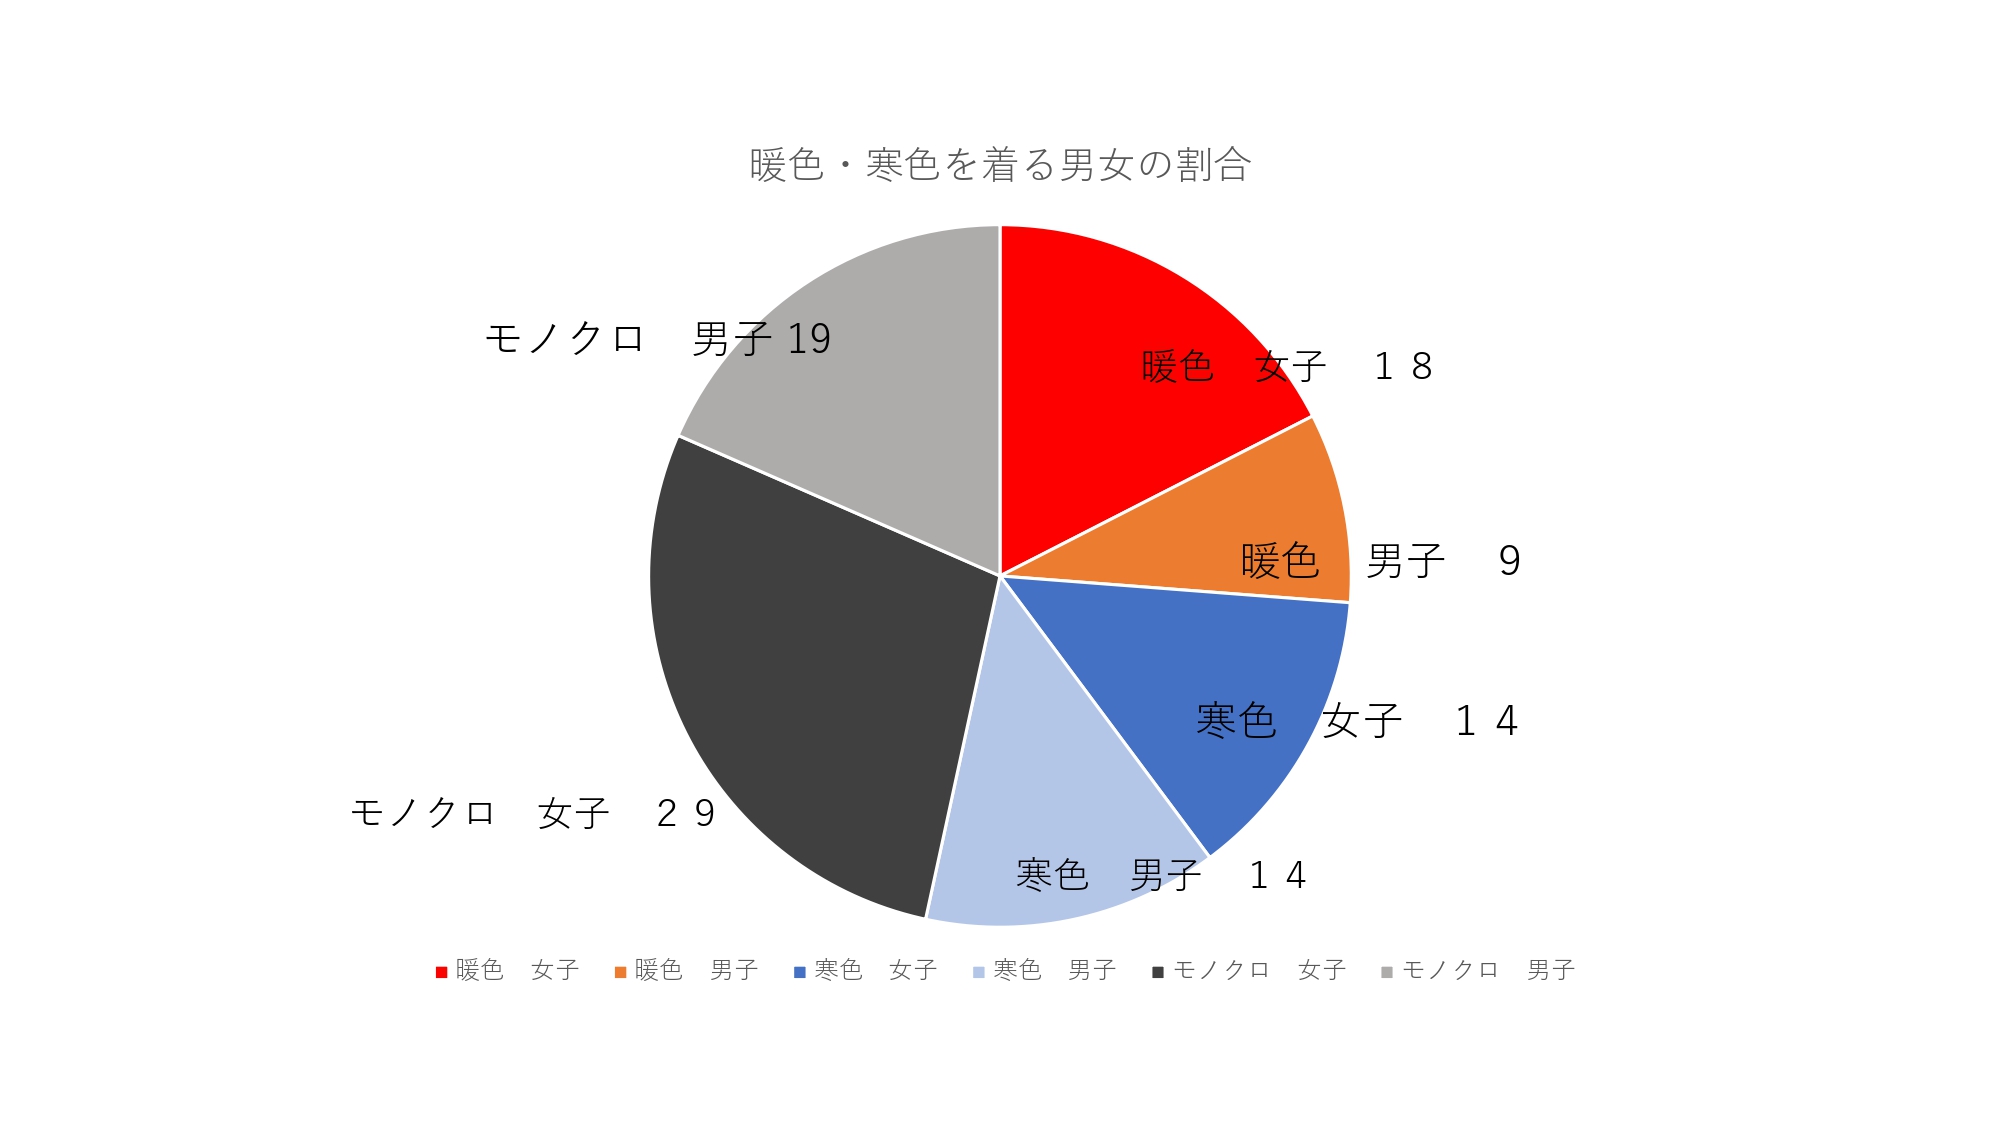 暖色・寒色を着る男女の割合
モノクロ　男子 19
暖色　女子　１８
暖色　男子　９
寒色　女子　１４
モノクロ　女子　２９
寒色　男子　１４
暖色　女子　暖色　男子　寒色　女子　寒色　男子　モノクロ　女子　モノクロ　男子